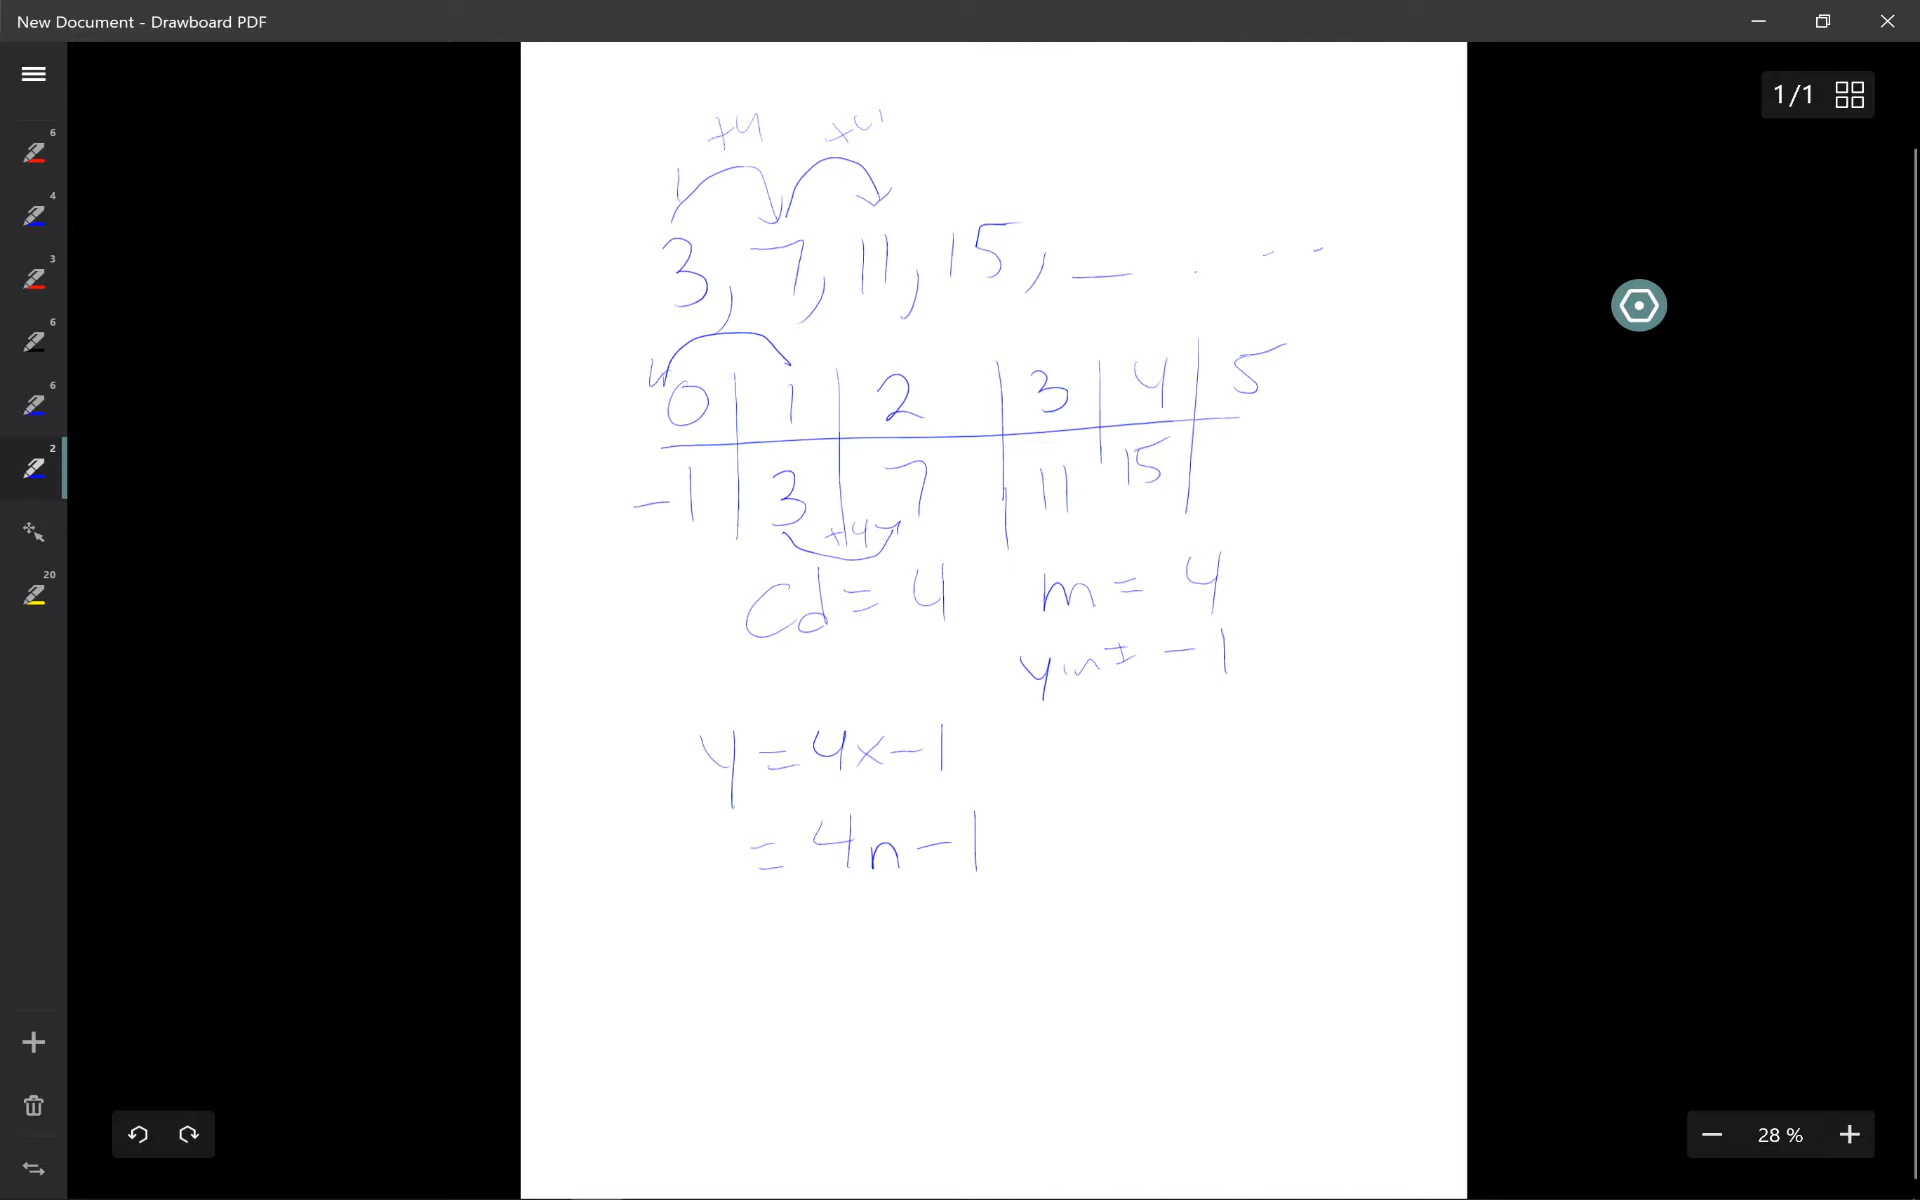 New Document - Drawboard PDF
1/1
6
4
3
6
6
2
20
+4 +4
3, 7, 11, 15, _ . . .
0 | 1 | 2 | 3 | 4 | 5
-1 | 3 | 7 | 11 | 15 |
+4
Cd = 4 m = 4
yint = -1
y = 4x - 1
= 4n - 1
28 %